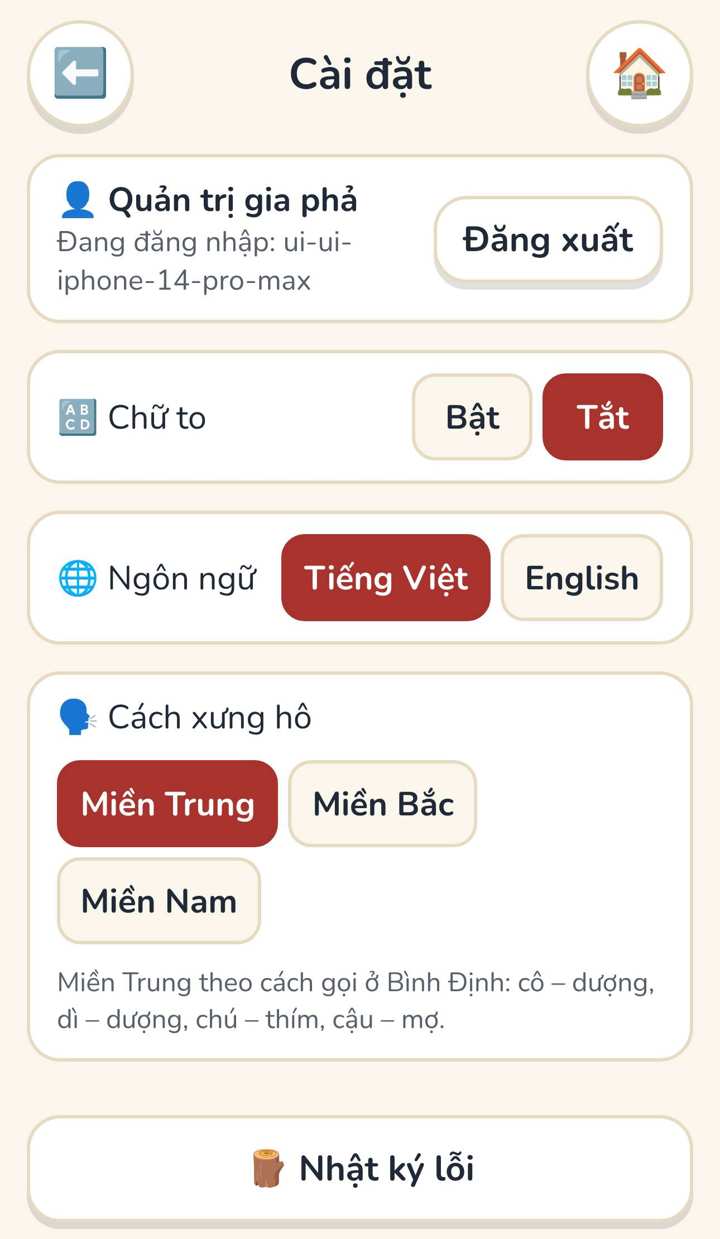 Cài đặt
Quản trị gia phả
Đang đăng nhập: ui-ui-
iphone-14-pro-max
Đăng xuất
Chữ to
Bật
Tắt
Ngôn ngữ
Tiếng Việt
English
Cách xưng hô
Miền Trung
Miền Bắc
Miền Nam
Miền Trung theo cách gọi ở Bình Định: cô – dượng,
dì – dượng, chú – thím, cậu – mợ.
Nhật ký lỗi